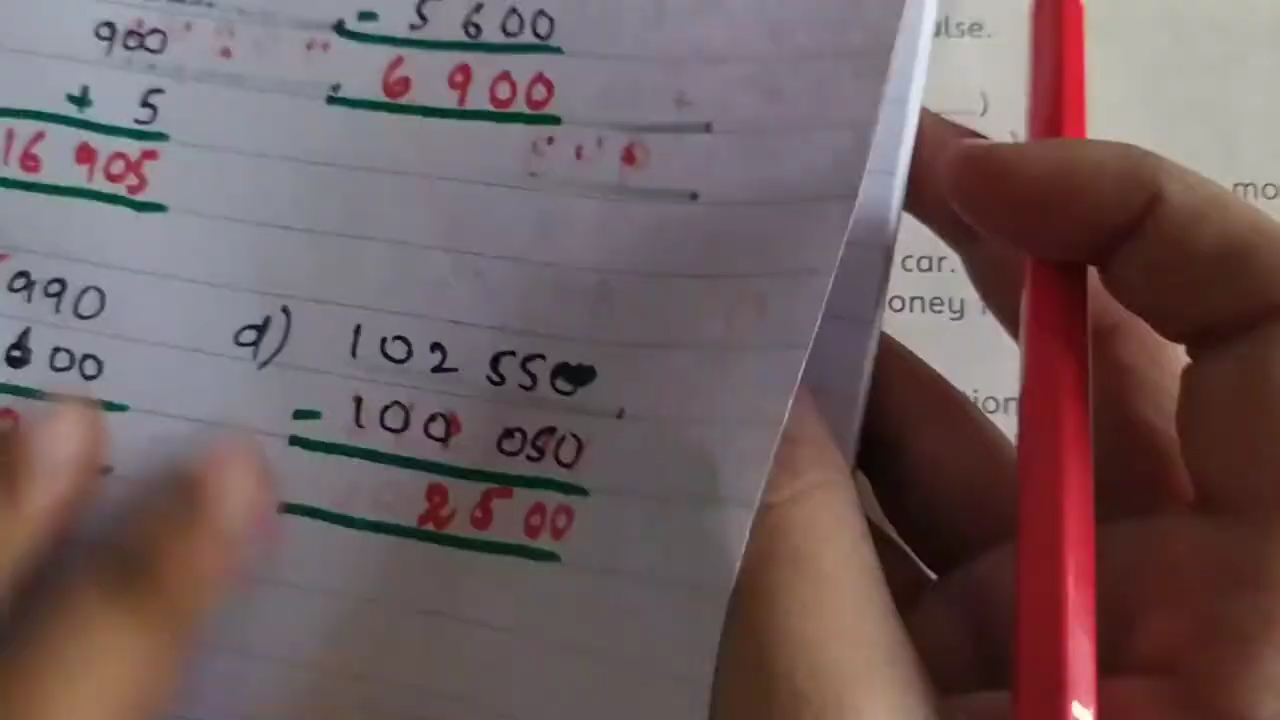 - 5 600
6 900
900
+ 5
16 905
990
600
d) 102 550
- 100 050
2 500
ulse.
)
mo
car.
oney
ion